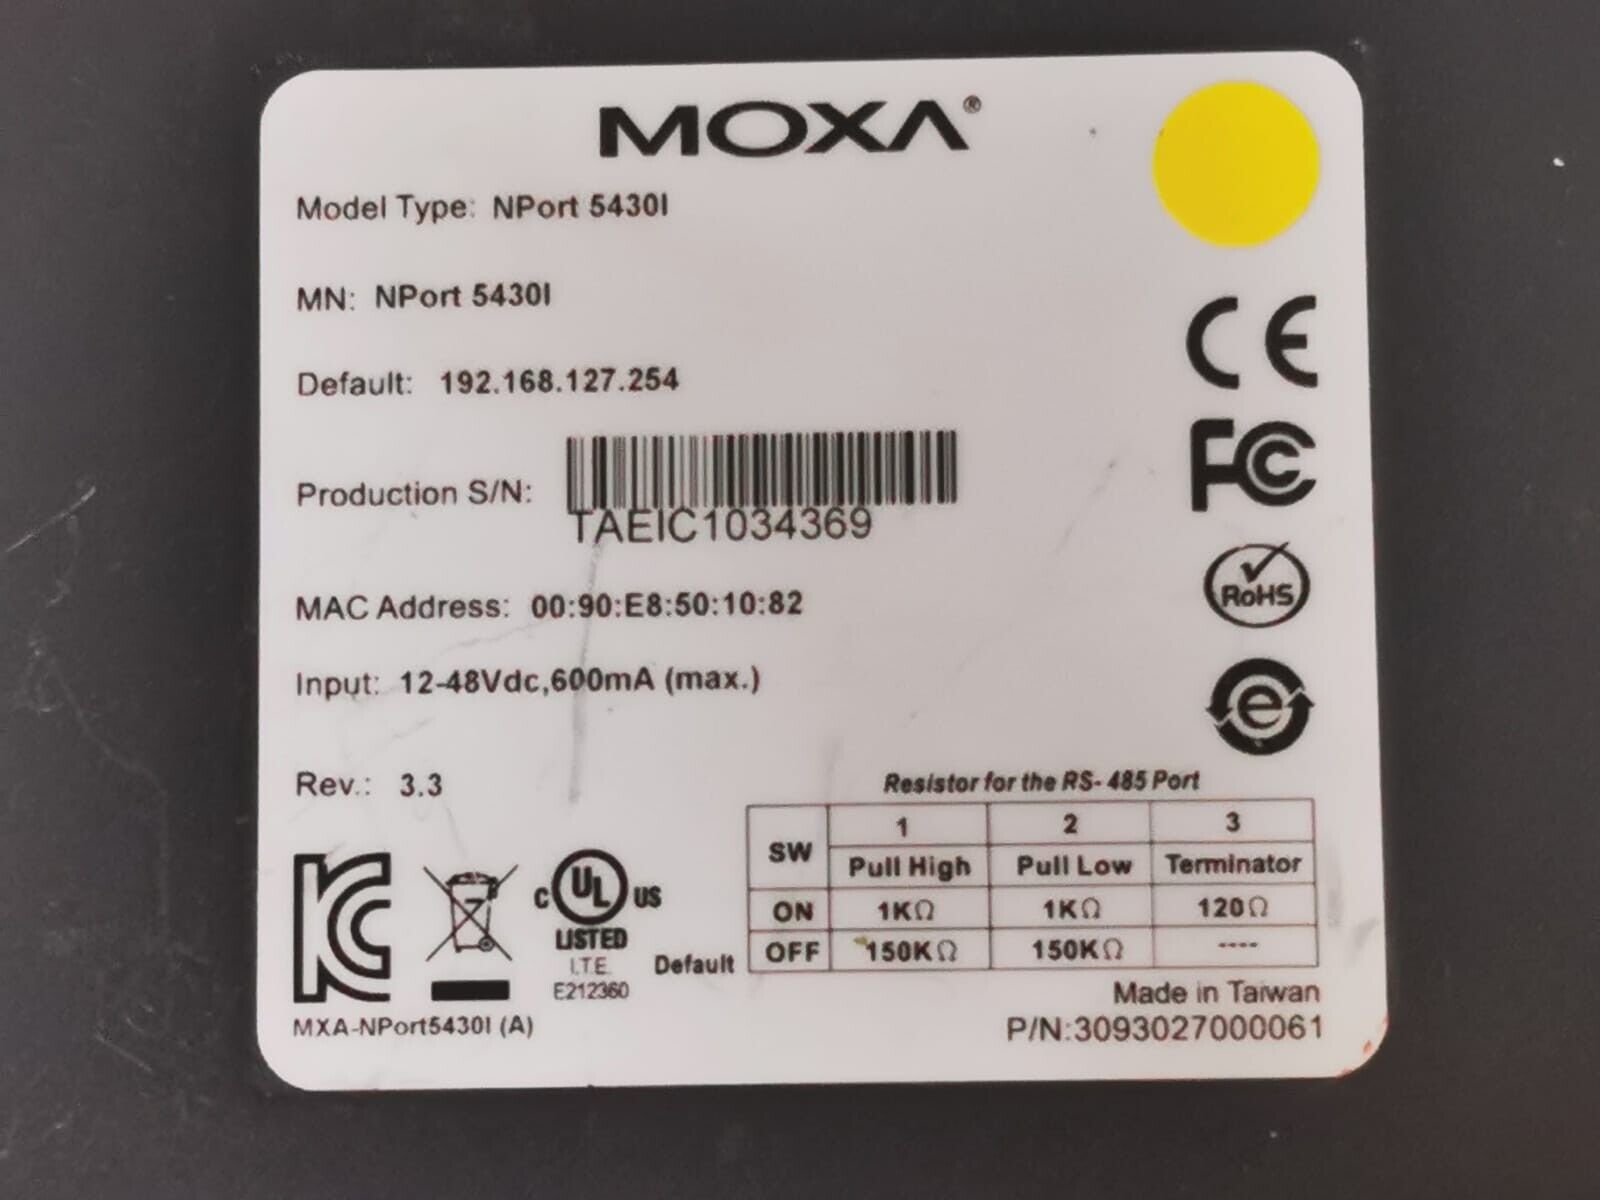 MOXA®
Model Type: NPort 5430I
MN: NPort 5430I
Default: 192.168.127.254
Production S/N:
TAEIC1034369
MAC Address: 00:90:E8:50:10:82
Input: 12-48Vdc,600mA (max.)
Rev.: 3.3
CE
FC
RoHS
e
Resistor for the RS-485 Port
SW 1 2 3
Pull High Pull Low Terminator
ON 1KΩ 1KΩ 120Ω
Default OFF 150KΩ 150KΩ ----
KC
c UL US
LISTED
I.T.E.
E212360
MXA-NPort5430I (A)
Made in Taiwan
P/N:3093027000061